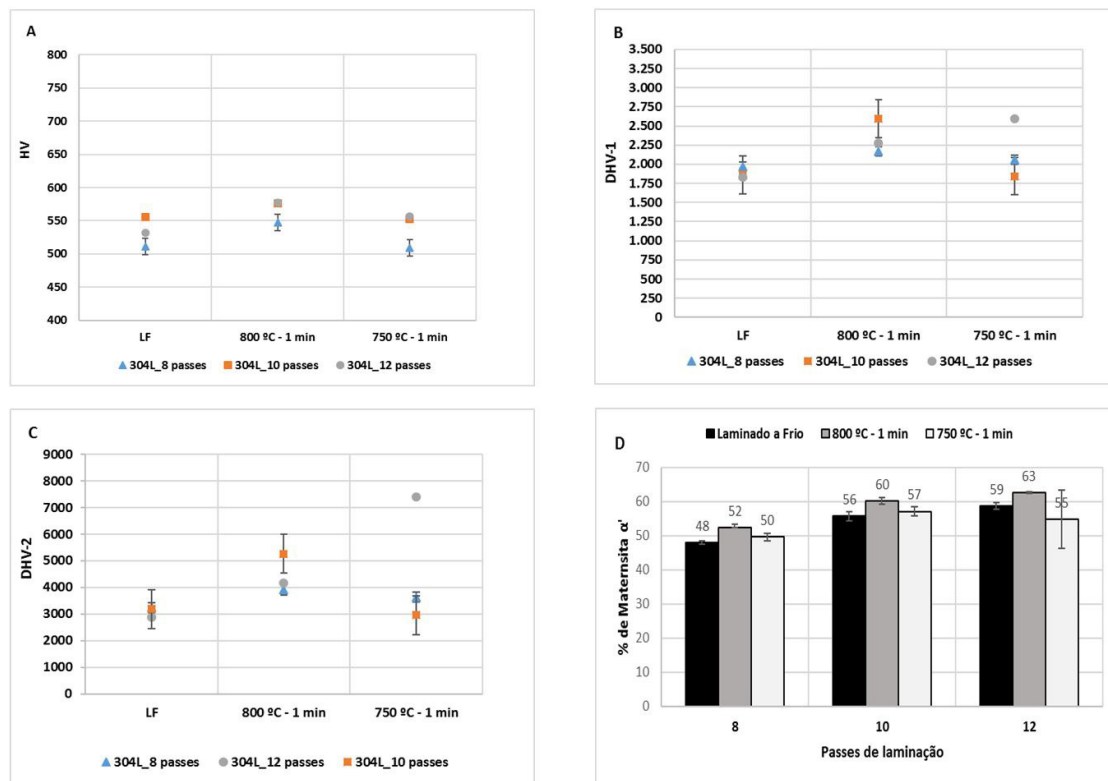 A
HV
800
750
700
650
600
550
500
450
400
LF
800 ºC - 1 min
750 ºC - 1 min
304L_8 passes
304L_10 passes
304L_12 passes
B
DHV-1
3.500
3.250
3.000
2.750
2.500
2.250
2.000
1.750
1.500
1.250
1.000
750
500
250
0
LF
800 ºC - 1 min
750 ºC - 1 min
304L_8 passes
304L_10 passes
304L_12 passes
C
DHV-2
9000
8000
7000
6000
5000
4000
3000
2000
1000
0
LF
800 ºC - 1 min
750 ºC - 1 min
304L_8 passes
304L_12 passes
304L_10 passes
D
Laminado a Frio
800 ºC - 1 min
750 ºC - 1 min
% de Maternsita α'
70
60
50
40
30
20
10
0
48
52
50
56
60
57
59
63
55
8
10
12
Passes de laminação